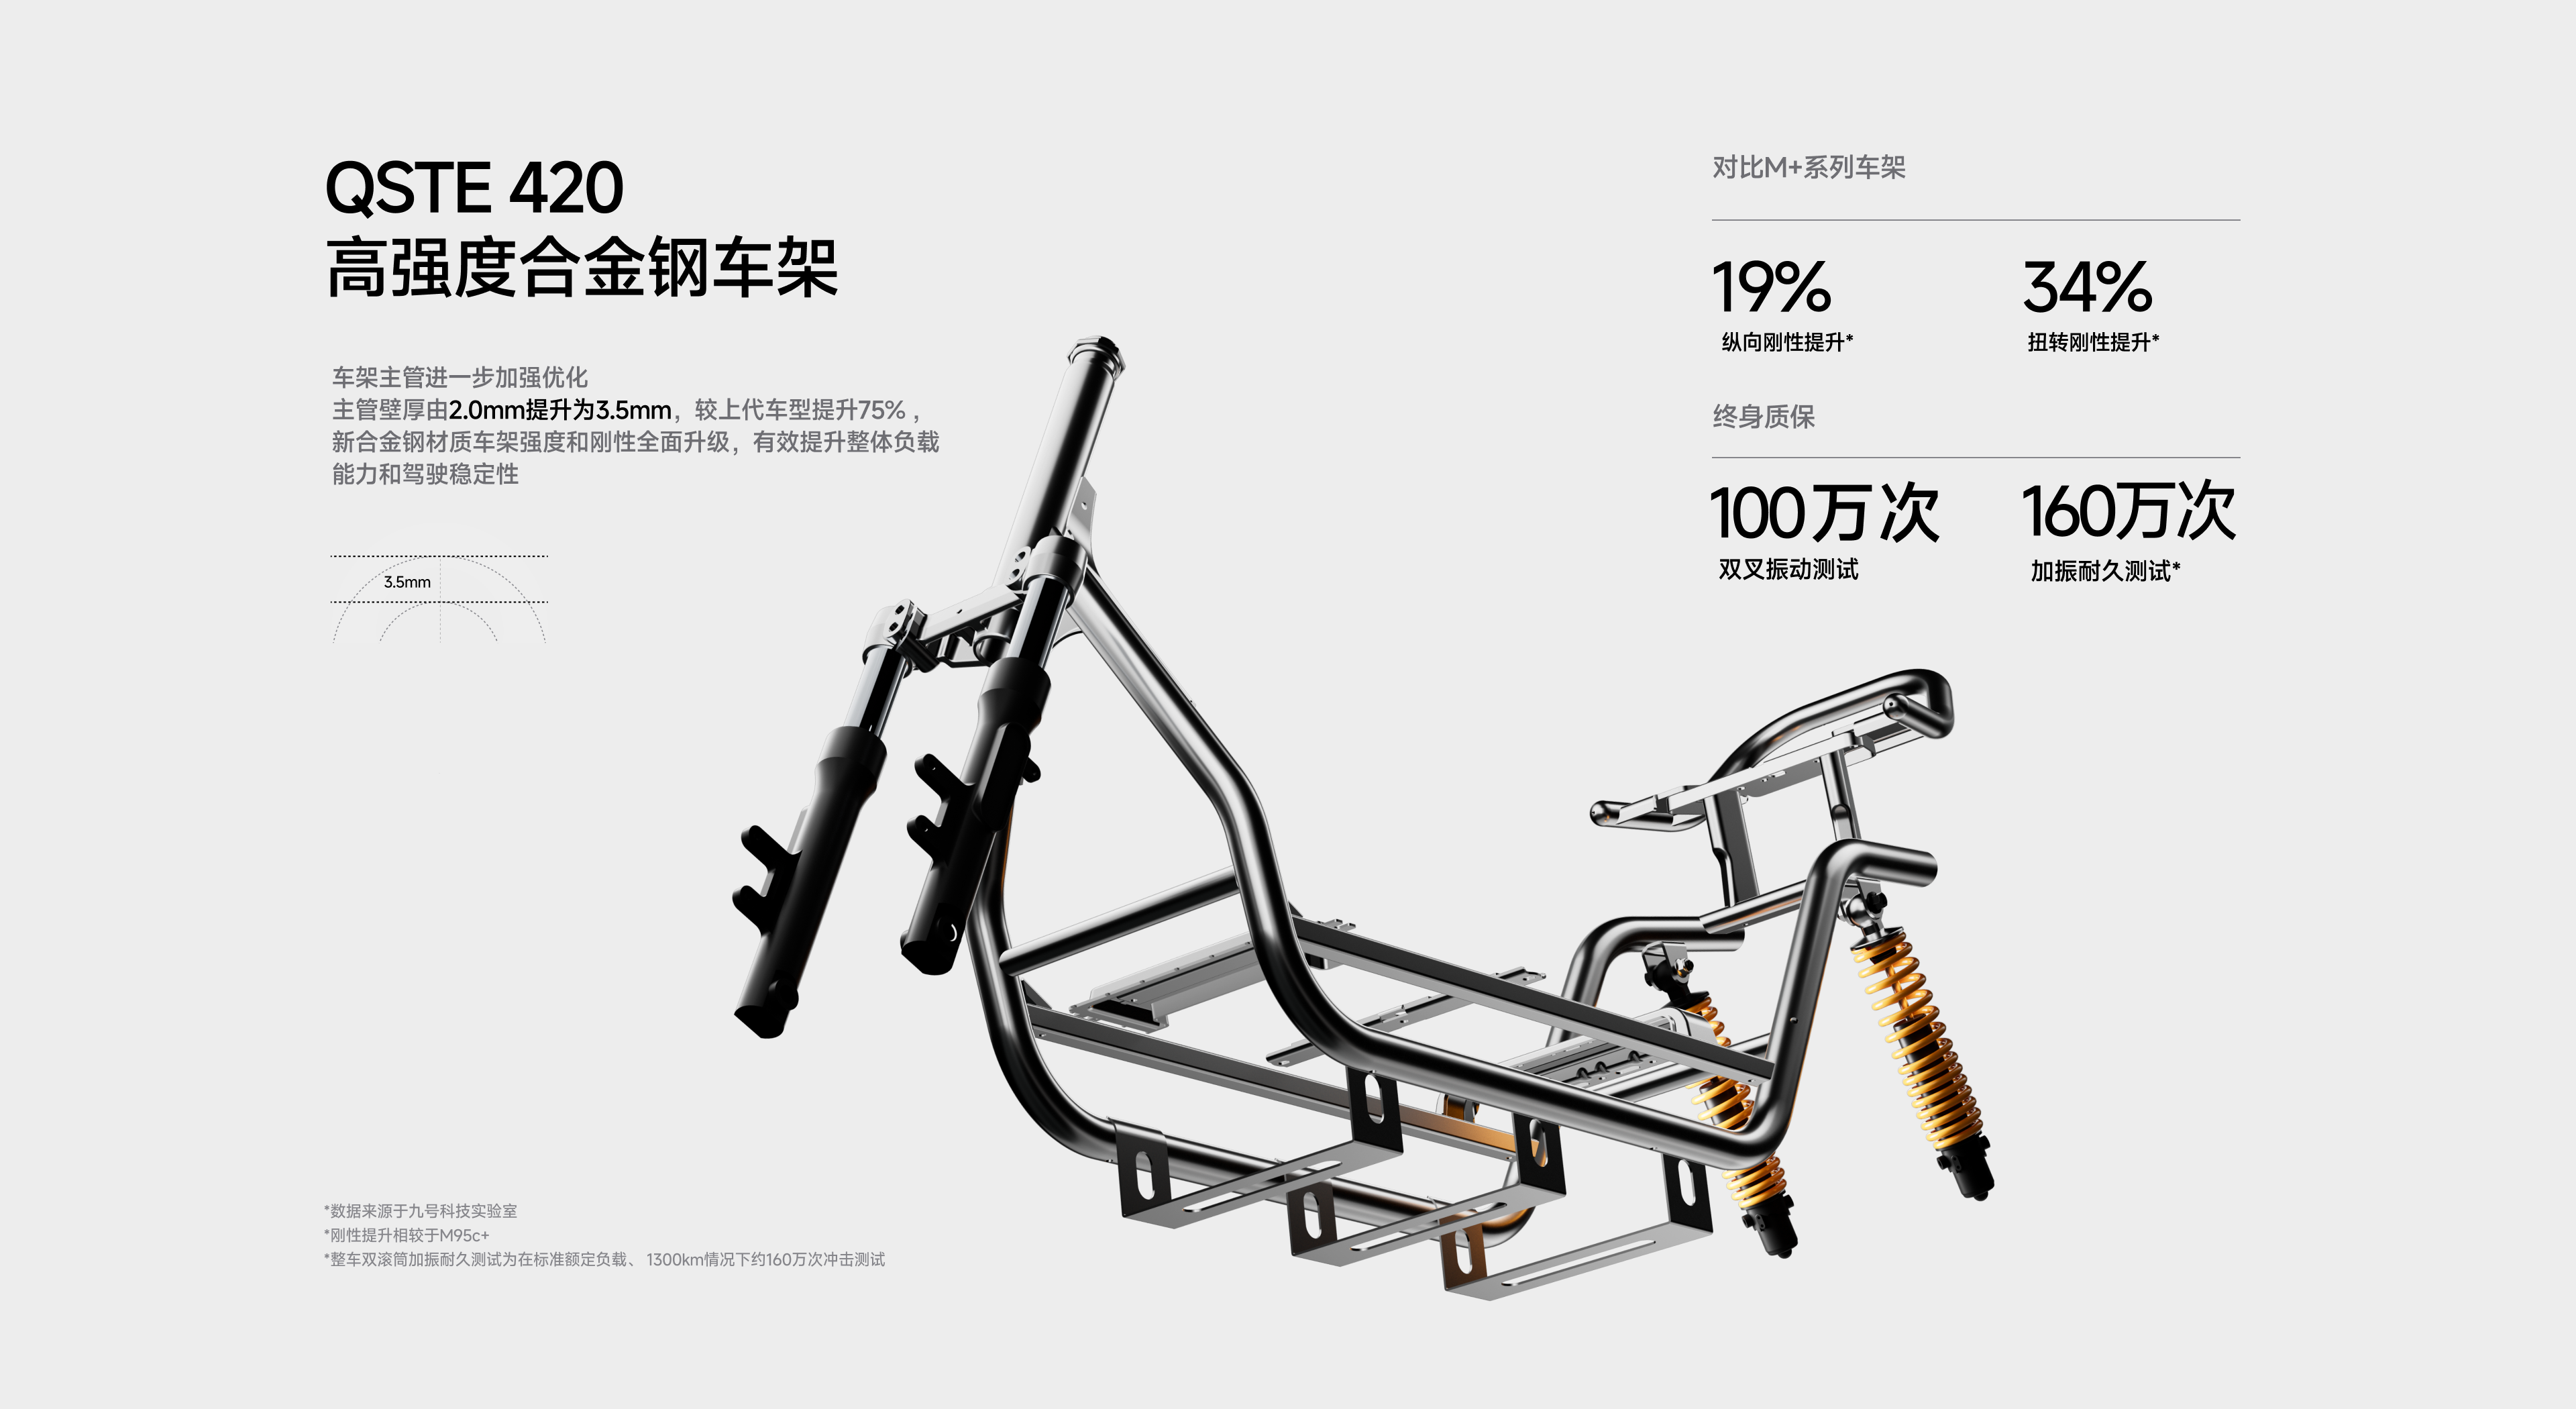 QSTE 420
高强度合金钢车架
车架主管进一步加强优化
主管壁厚由2.0mm提升为3.5mm，较上代车型提升75%，
新合金钢材质车架强度和刚性全面升级，有效提升整体负载
能力和驾驶稳定性
3.5mm
对比M+系列车架
19%
纵向刚性提升*
34%
扭转刚性提升*
终身质保
100万次
双叉振动测试
160万次
加振耐久测试*
*数据来源于九号科技实验室
*刚性提升相较于M95c+
*整车双滚筒加振耐久测试为在标准额定负载、1300km情况下约160万次冲击测试